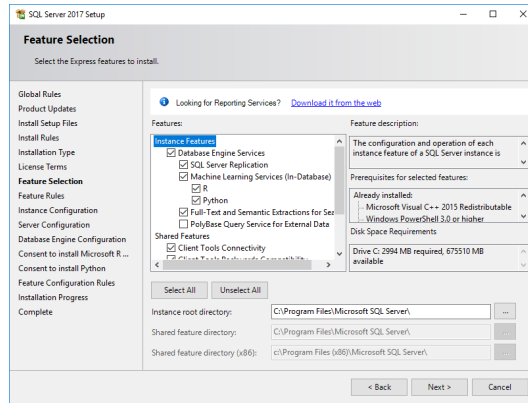 SQL Server 2017 Setup
Feature Selection
Select the Express features to install.
Global Rules
Product Updates
Install Setup Files
Install Rules
Installation Type
License Terms
Feature Selection
Feature Rules
Instance Configuration
Server Configuration
Database Engine Configuration
Consent to install Microsoft R ...
Consent to install Python
Feature Configuration Rules
Installation Progress
Complete
Looking for Reporting Services? Download it from the web
Features:
Instance Features
Database Engine Services
SQL Server Replication
Machine Learning Services (In-Database)
R
Python
Full-Text and Semantic Extractions for Sea
PolyBase Query Service for External Data
Shared Features
Client Tools Connectivity
Client Tools Backwards Compatibility
Feature description:
The configuration and operation of each
instance feature of a SQL Server instance is
Prerequisites for selected features:
Already installed:
Microsoft Visual C++ 2015 Redistributable
Windows PowerShell 3.0 or higher
Disk Space Requirements
Drive C: 2994 MB required, 675510 MB
available
Select All
Unselect All
Instance root directory:
C:\Program Files\Microsoft SQL Server\
...
Shared feature directory:
C:\Program Files\Microsoft SQL Server\
...
Shared feature directory (x86):
c:\Program Files (x86)\Microsoft SQL Server\
...
< Back
Next >
Cancel